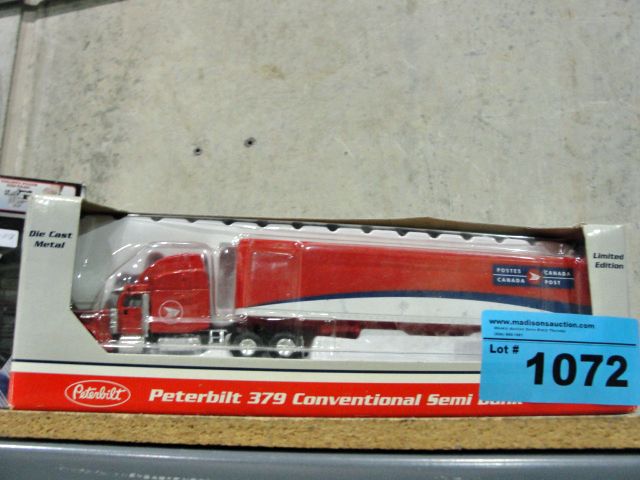 Die Cast
Metal
Limited
Edition
POSTES CANADA
CANADA POST
www.madisonsauction.com
Lot # 1072
Peterbilt
Peterbilt 379 Conventional Semi